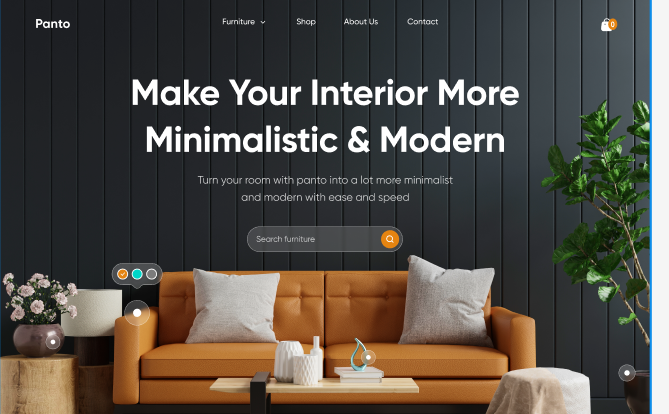 Panto
Furniture
Shop
About Us
Contact
0
Make Your Interior More
Minimalistic & Modern
Turn your room with panto into a lot more minimalist
and modern with ease and speed
Search furniture